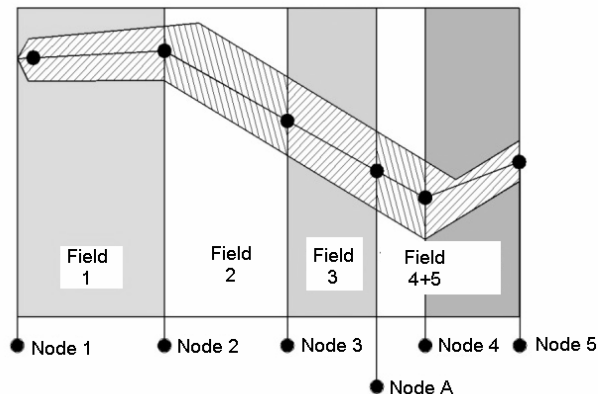 Field
1
Field
2
Field
3
Field
4+5
Node 1
Node 2
Node 3
Node 4
Node 5
Node A